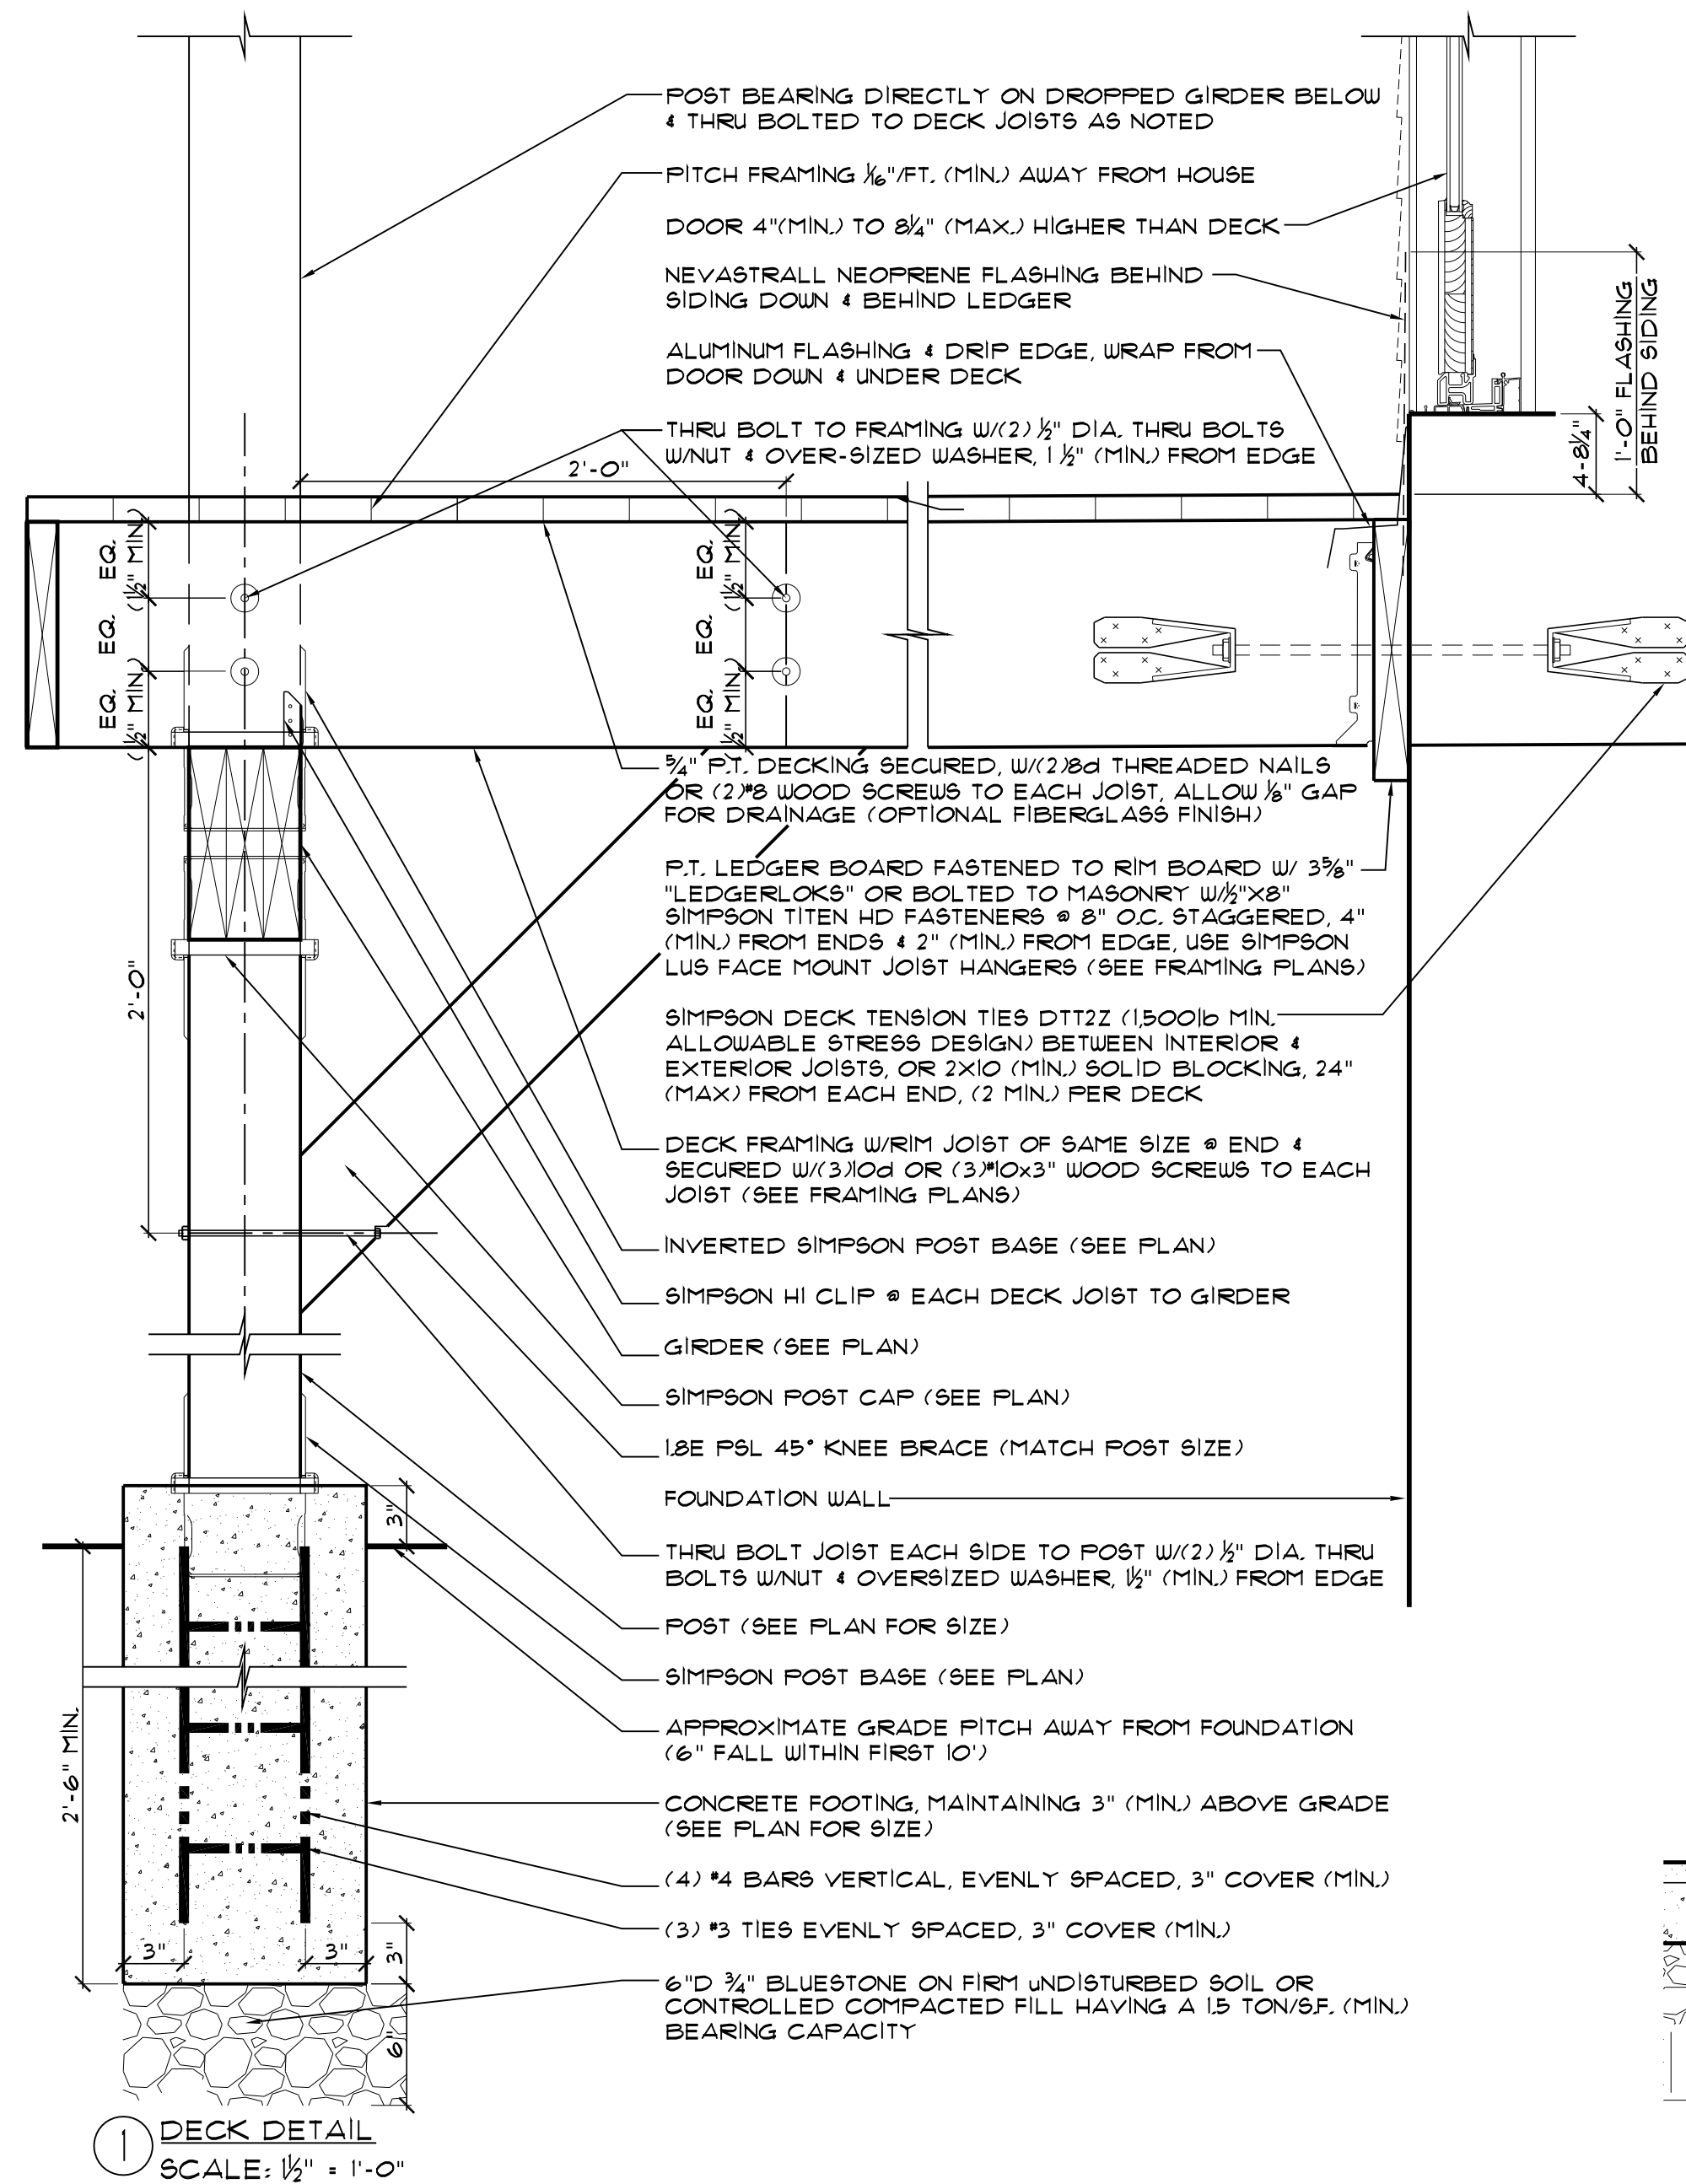 POST BEARING DIRECTLY ON DROPPED GIRDER BELOW
& THRU BOLTED TO DECK JOISTS AS NOTED
PITCH FRAMING 1/16"/FT. (MIN.) AWAY FROM HOUSE
DOOR 4"(MIN.) TO 8¼" (MAX.) HIGHER THAN DECK
NEVASTRALL NEOPRENE FLASHING BEHIND
SIDING DOWN & BEHIND LEDGER
1'-0" FLASHING
BEHIND SIDING
ALUMINUM FLASHING & DRIP EDGE, WRAP FROM
DOOR DOWN & UNDER DECK
THRU BOLT TO FRAMING W/(2) ½" DIA. THRU BOLTS
W/NUT & OVER-SIZED WASHER, 1 ½" (MIN.) FROM EDGE
4-8¼"
2'-0"
EQ.
(1½" MIN.)
EQ.
EQ.
(1½" MIN.)
EQ.
(1½" MIN.)
EQ.
EQ.
(1½" MIN.)
5/4" P.T. DECKING SECURED, W/(2)8d THREADED NAILS
OR (2)#8 WOOD SCREWS TO EACH JOIST, ALLOW ⅛" GAP
FOR DRAINAGE (OPTIONAL FIBERGLASS FINISH)
P.T. LEDGER BOARD FASTENED TO RIM BOARD W/ 3⅝"
"LEDGERLOKS" OR BOLTED TO MASONRY W/½"X8"
SIMPSON TITEN HD FASTENERS @ 8" O.C. STAGGERED, 4"
(MIN.) FROM ENDS & 2" (MIN.) FROM EDGE, USE SIMPSON
LUS FACE MOUNT JOIST HANGERS (SEE FRAMING PLANS)
2'-0"
SIMPSON DECK TENSION TIES DTT2Z (1,500lb MIN.
ALLOWABLE STRESS DESIGN) BETWEEN INTERIOR &
EXTERIOR JOISTS, OR 2X10 (MIN.) SOLID BLOCKING, 24"
(MAX) FROM EACH END, (2 MIN.) PER DECK
DECK FRAMING W/RIM JOIST OF SAME SIZE @ END &
SECURED W/(3)10d OR (3)#10x3" WOOD SCREWS TO EACH
JOIST (SEE FRAMING PLANS)
INVERTED SIMPSON POST BASE (SEE PLAN)
SIMPSON H1 CLIP @ EACH DECK JOIST TO GIRDER
GIRDER (SEE PLAN)
SIMPSON POST CAP (SEE PLAN)
1.8E PSL 45° KNEE BRACE (MATCH POST SIZE)
FOUNDATION WALL
3"
THRU BOLT JOIST EACH SIDE TO POST W/(2) ½" DIA. THRU
BOLTS W/NUT & OVERSIZED WASHER, 1½" (MIN.) FROM EDGE
POST (SEE PLAN FOR SIZE)
SIMPSON POST BASE (SEE PLAN)
APPROXIMATE GRADE PITCH AWAY FROM FOUNDATION
(6" FALL WITHIN FIRST 10')
2'-6" MIN.
CONCRETE FOOTING, MAINTAINING 3" (MIN.) ABOVE GRADE
(SEE PLAN FOR SIZE)
(4) #4 BARS VERTICAL, EVENLY SPACED, 3" COVER (MIN.)
(3) #3 TIES EVENLY SPACED, 3" COVER (MIN.)
3"
3"
3"
6"D ¾" BLUESTONE ON FIRM UNDISTURBED SOIL OR
CONTROLLED COMPACTED FILL HAVING A 1.5 TON/S.F. (MIN.)
BEARING CAPACITY
6"
1
DECK DETAIL
SCALE: 1½" = 1'-0"